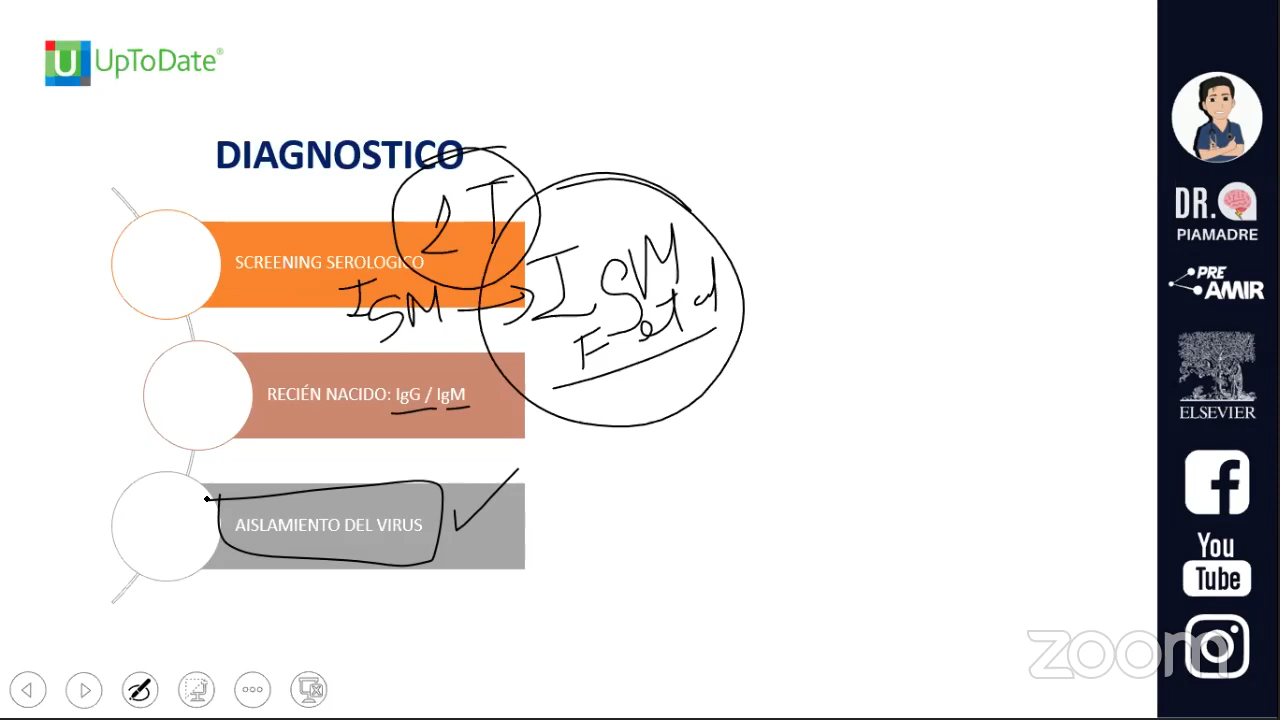 UpToDate®
DIAGNOSTICO
2T
SCREENING SEROLOGICO
IgM → IgM
Fetal
RECIÉN NACIDO: IgG / IgM
AISLAMIENTO DEL VIRUS
DR.
PIAMADRE
PRE
AMIR
ELSEVIER
You
Tube
zoom